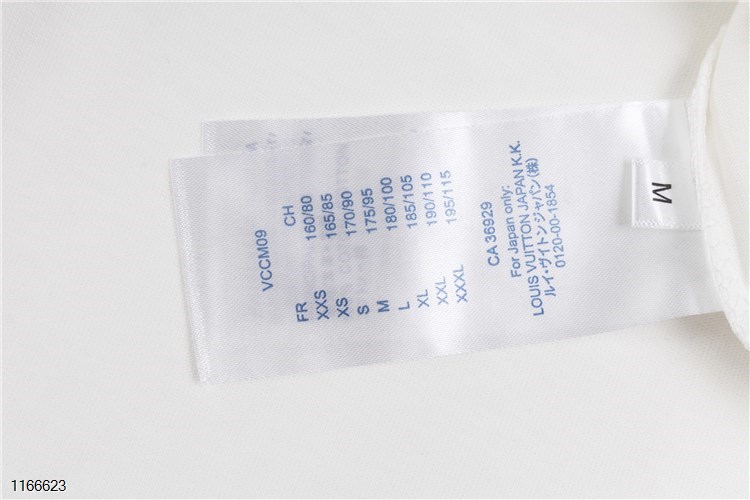 VCCM09
FR CH
XXS 160/80
XS 165/85
S 170/90
M 175/95
L 180/100
XL 185/105
XXL 190/110
XXXL 195/115
CA 36929
For Japan only:
LOUIS VUITTON JAPAN K.K.
ルイ・ヴィトン ジャパン(株)
0120-00-1854
M
1166623